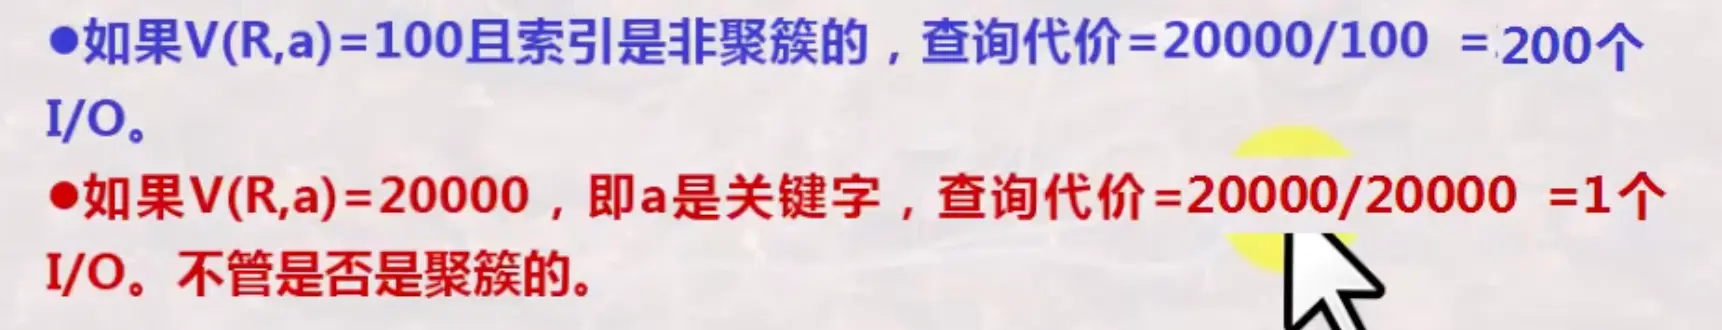 ●如果V(R,a)=100且索引是非聚簇的，查询代价=20000/100 =200个
I/O。
●如果V(R,a)=20000，即a是关键字，查询代价=20000/20000 =1个
I/O。不管是否是聚簇的。